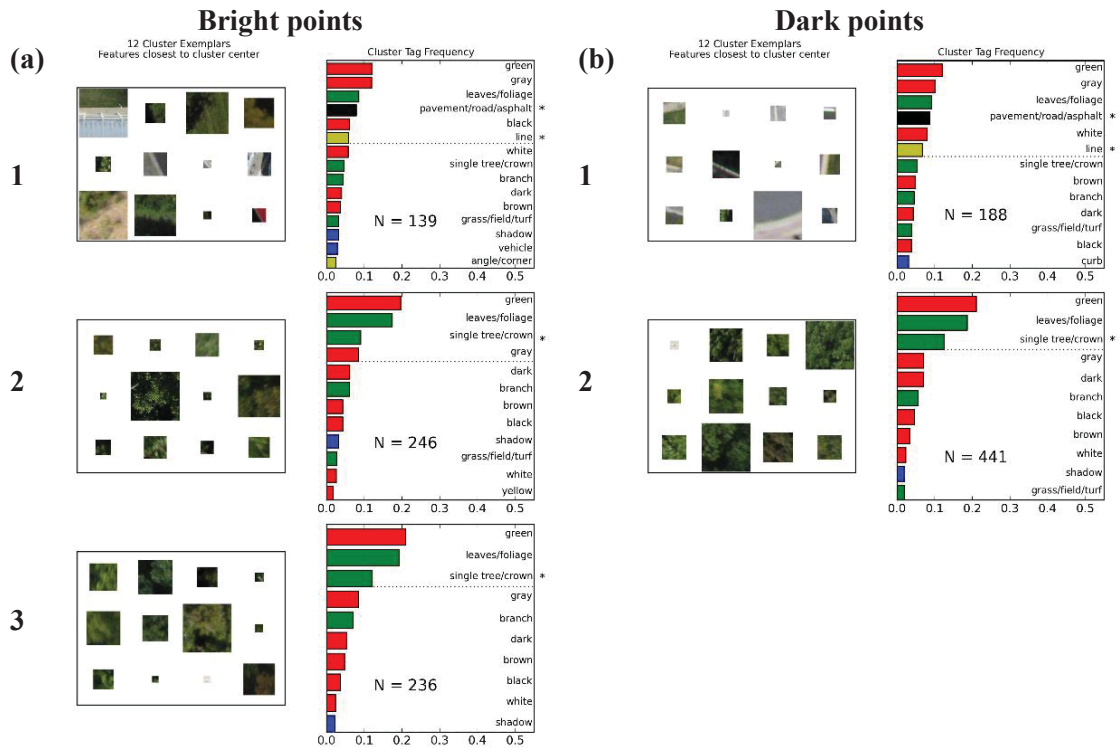 Bright points
Dark points
(a)
12 Cluster Exemplars
Features closest to cluster center
Cluster Tag Frequency
1
green
gray
leaves/foliage
pavement/road/asphalt *
black
line *
white
single tree/crown
branch
dark
brown
grass/field/turf
shadow
vehicle
angle/corner
N = 139
0.0 0.1 0.2 0.3 0.4 0.5
2
green
leaves/foliage
single tree/crown *
gray
dark
branch
brown
black
shadow
grass/field/turf
white
yellow
N = 246
0.0 0.1 0.2 0.3 0.4 0.5
3
green
leaves/foliage
single tree/crown *
gray
branch
dark
brown
black
white
shadow
N = 236
0.0 0.1 0.2 0.3 0.4 0.5
(b)
12 Cluster Exemplars
Features closest to cluster center
Cluster Tag Frequency
1
green
gray
leaves/foliage
pavement/road/asphalt *
white
line *
single tree/crown
brown
branch
dark
grass/field/turf
black
curb
N = 188
0.0 0.1 0.2 0.3 0.4 0.5
2
green
leaves/foliage
single tree/crown *
gray
dark
branch
black
brown
white
shadow
grass/field/turf
N = 441
0.0 0.1 0.2 0.3 0.4 0.5